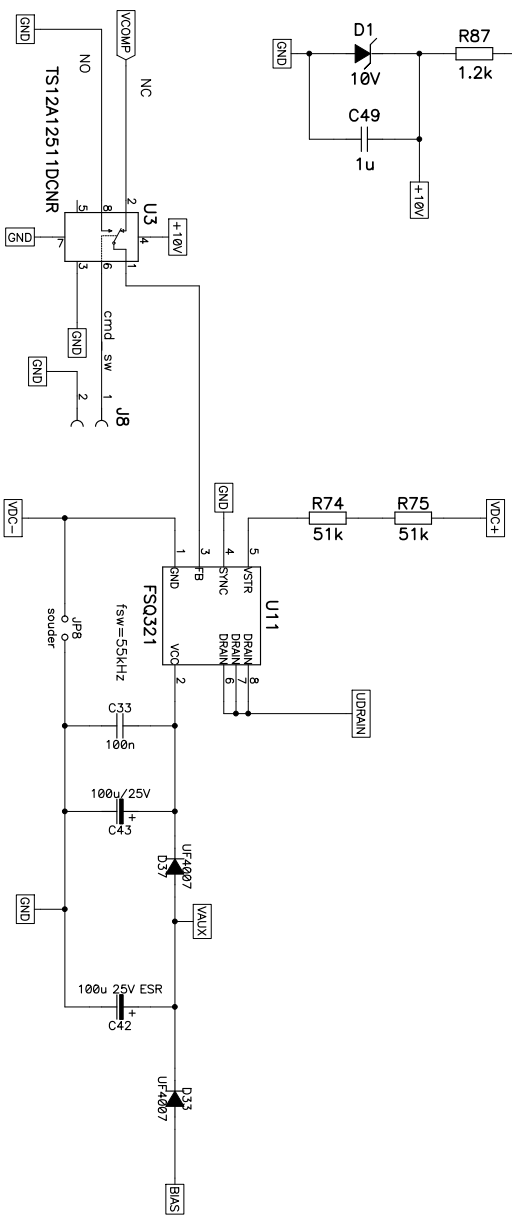 D1
10V
R87
1.2k
C49
1u
GND
+10V
GND
VCOMP
NO
NC
TS12A12511DCNR
U3
+10V
5
8
2
7
4
3
6
1
GND
GND
cmd
sw
GND
2
1
J8
VDC-
GND
R74
51k
R75
51k
VDC+
1
3
4
5
GND
FB
SYNC
VSTR
FSQ321
U11
fsw=55kHz
VCC
DRAIN
DRAIN
DRAIN
2
6
7
8
UDRAIN
JP8
souder
C33
100n
100u/25V
+
C43
UF4007
D37
GND
VAUX
100u 25V ESR
+
C42
D33
UF4007
BIAS